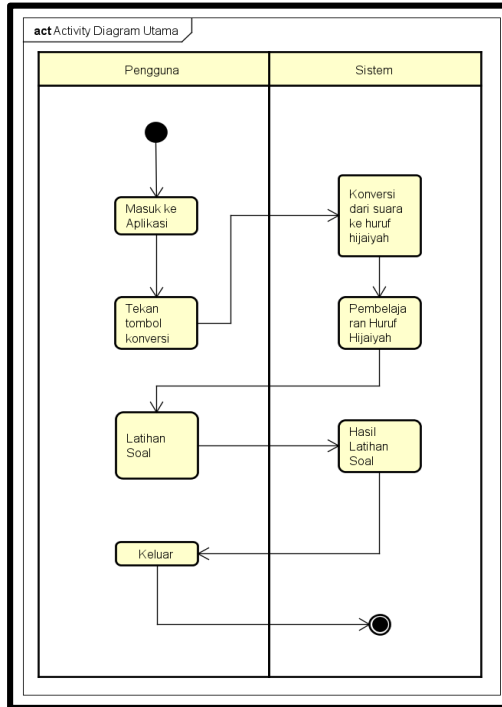 act Activity Diagram Utama
Pengguna
Sistem
Masuk ke
Aplikasi
Tekan
tombol
konversi
Konversi
dari suara
ke huruf
hijaiyah
Pembelaja
ran Huruf
Hijaiyah
Latihan
Soal
Hasil
Latihan
Soal
Keluar